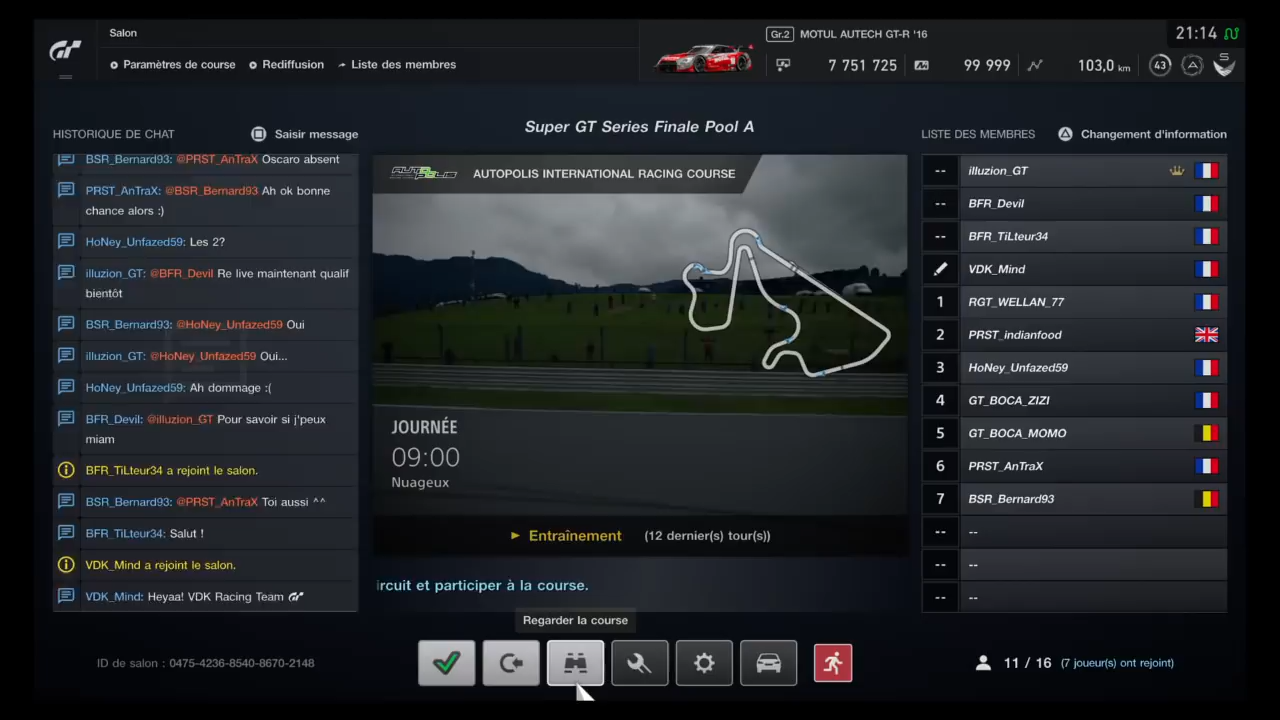 Salon
Paramètres de course Rediffusion Liste des membres
Gr.2 MOTUL AUTECH GT-R '16
21:14
7 751 725 99 999 103,0 km 43 S
HISTORIQUE DE CHAT Saisir message
BSR_Bernard93: @PRST_AnTraX Oscaro absent
PRST_AnTraX: @BSR_Bernard93 Ah ok bonne
chance alors :)
HoNey_Unfazed59: Les 2?
illuzion_GT: @BFR_Devil Re live maintenant qualif
bientôt
BSR_Bernard93: @HoNey_Unfazed59 Oui
illuzion_GT: @HoNey_Unfazed59 Oui...
HoNey_Unfazed59: Ah dommage :(
BFR_Devil: @illuzion_GT Pour savoir si j'peux
miam
BFR_TiLteur34 a rejoint le salon.
BSR_Bernard93: @PRST_AnTraX Toi aussi ^^
BFR_TiLteur34: Salut !
VDK_Mind a rejoint le salon.
VDK_Mind: Heyaa! VDK Racing Team
Super GT Series Finale Pool A
AUTOPOLIS AUTOPOLIS INTERNATIONAL RACING COURSE
JOURNÉE
09:00
Nuageux
Entraînement (12 dernier(s) tour(s))
ircuit et participer à la course.
Regarder la course
LISTE DES MEMBRES Changement d'information
-- illuzion_GT
-- BFR_Devil
-- BFR_TiLteur34
VDK_Mind
1 RGT_WELLAN_77
2 PRST_indianfood
3 HoNey_Unfazed59
4 GT_BOCA_ZIZI
5 GT_BOCA_MOMO
6 PRST_AnTraX
7 BSR_Bernard93
-- --
-- --
-- --
ID de salon : 0475-4236-8540-8670-2148
11 / 16 (7 joueur(s) ont rejoint)